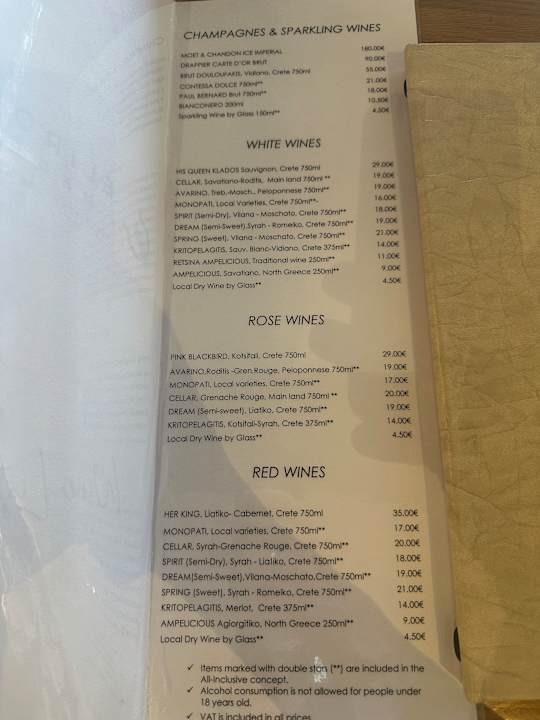 CHAMPAGNES & SPARKLING WINES
MOET & CHANDON ICE IMPERIAL 180.00€
DRAPPIER CARTE D'OR BRUT 90.00€
BRUT DOULOUFAKIS, Vidiano, Crete 750ml 55.00€
CONTESSA DOLCE 750ml** 21.00€
PAUL BERNARD Brut 750ml** 18.00€
BIANCONERO 200ml 10.50€
Sparkling Wine by Glass 150ml** 4.50€
WHITE WINES
HIS QUEEN KLADOS Sauvignon, Crete 750ml 29.00€
CELLAR, Savatiano-Roditis, Main land 750ml ** 19.00€
AVARINO, Treb.-Mosch., Peloponnese 750ml** 19.00€
MONOPATI, Local Varieties, Crete 750ml**- 16.00€
SPIRIT (Semi-Dry), Vilana - Moschato, Crete 750ml** 18.00€
DREAM (Semi-Sweet),Syrah - Romeiko, Crete 750ml** 19.00€
SPRING (Sweet), Vilana - Moschato, Crete 750ml** 21.00€
KRITOPELAGITIS, Sauv. Blanc-Vidiano, Crete 375ml** 14.00€
RETSINA AMPELICIOUS, Traditional wine 250ml** 11.00€
AMPELICIOUS, Savatiano, North Greece 250ml** 9.00€
Local Dry Wine by Glass** 4.50€
ROSE WINES
PINK BLACKBIRD, Kotsifali, Crete 750ml 29.00€
AVARINO,Roditis -Gren.Rouge, Peloponnese 750ml** 19.00€
MONOPATI, Local varieties, Crete 750ml** 17.00€
CELLAR, Grenache Rouge, Main land 750ml ** 20.00€
DREAM (Semi-sweet), Liatiko, Crete 750ml** 19.00€
KRITOPELAGITIS, Kotsifali-Syrah, Crete 375ml** 14.00€
Local Dry Wine by Glass** 4.50€
RED WINES
HER KING, Liatiko- Cabernet, Crete 750ml 35.00€
MONOPATI, Local varieties, Crete 750ml** 17.00€
CELLAR, Syrah-Grenache Rouge, Crete 750ml** 20.00€
SPIRIT (Semi-Dry), Syrah - Liatiko, Crete 750ml** 18.00€
DREAM(Semi-Sweet),Vilana-Moschato,Crete 750ml** 19.00€
SPRING (Sweet), Syrah - Romeiko, Crete 750ml** 21.00€
KRITOPELAGITIS, Merlot, Crete 375ml** 14.00€
AMPELICIOUS Agiorgitiko, North Greece 250ml** 9.00€
Local Dry Wine by Glass** 4.50€
✓ Items marked with double star (**) are included in the
All-Inclusive concept.
✓ Alcohol consumption is not allowed for people under
18 years old.
✓ VAT is included in all prices